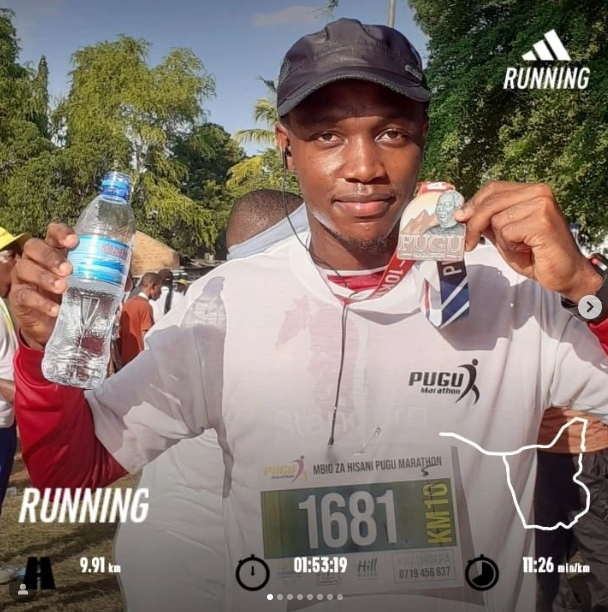 RUNNING
PUGU
PUGU
Marathon
PUGU
MBIO ZA HISANI PUGU MARATHON
1681
KM10
Hill
0719 456 637
RUNNING
9.91 km
01:53:19
11:26 min/km